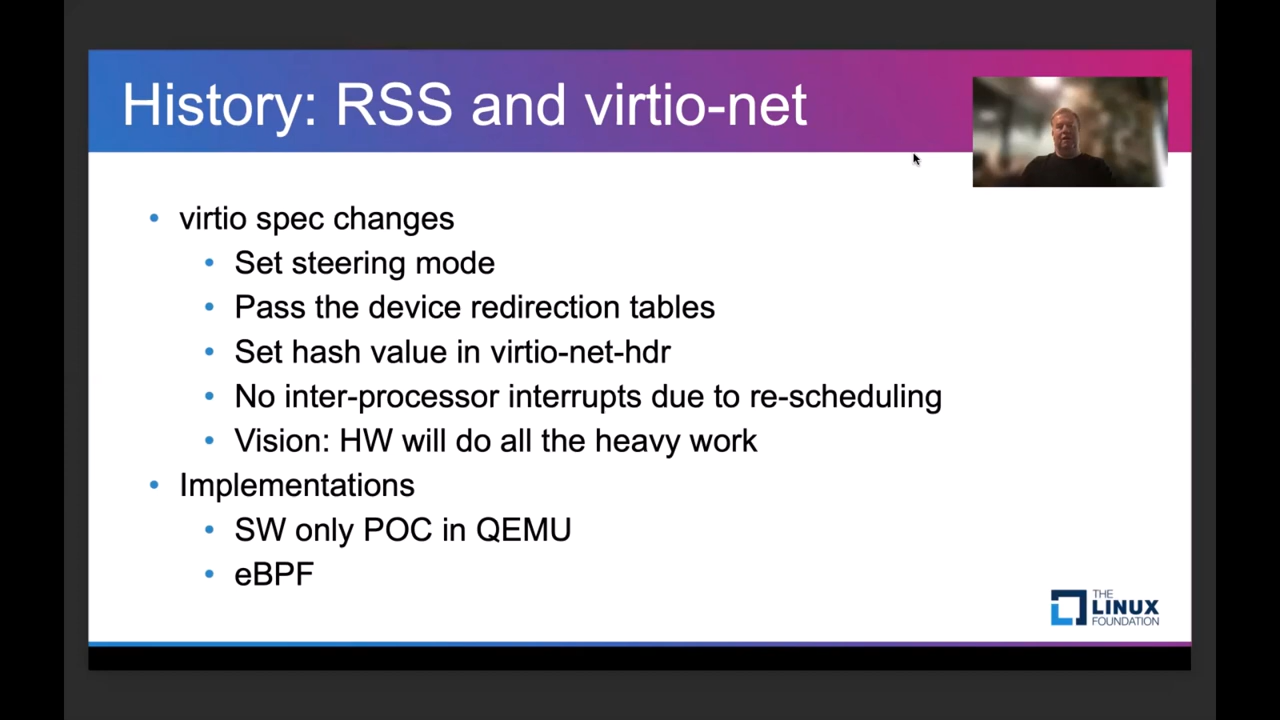 History: RSS and virtio-net
• virtio spec changes
• Set steering mode
• Pass the device redirection tables
• Set hash value in virtio-net-hdr
• No inter-processor interrupts due to re-scheduling
• Vision: HW will do all the heavy work
• Implementations
• SW only POC in QEMU
• eBPF
THE
LINUX
FOUNDATION